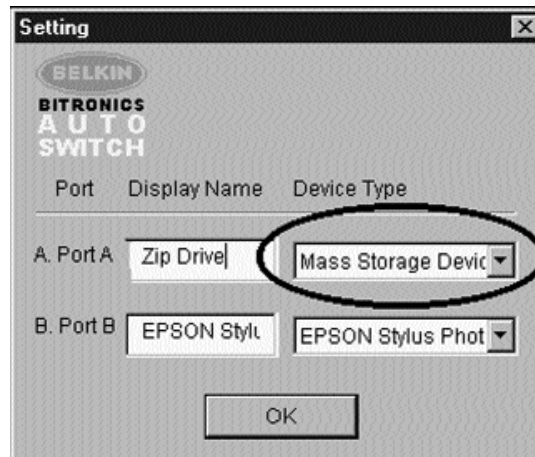 Setting
BELKIN
BITRONICS
AUTO
SWITCH
Port Display Name Device Type
A. Port A Zip Drive Mass Storage Devic
B. Port B EPSON Stylu EPSON Stylus Phot
OK